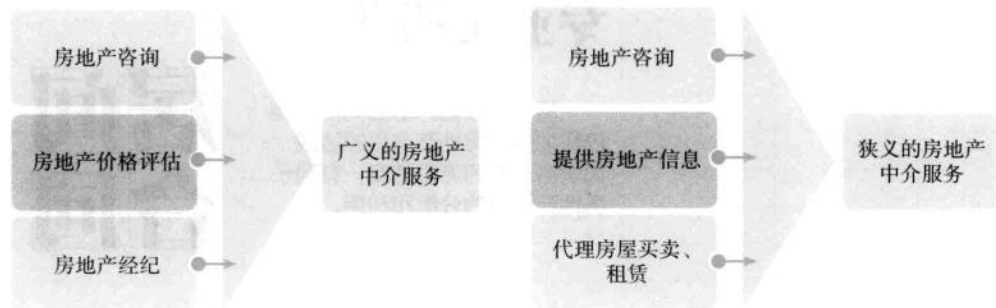 房地产咨询
房地产价格评估
房地产经纪
广义的房地产
中介服务
房地产咨询
提供房地产信息
代理房屋买卖、
租赁
狭义的房地产
中介服务